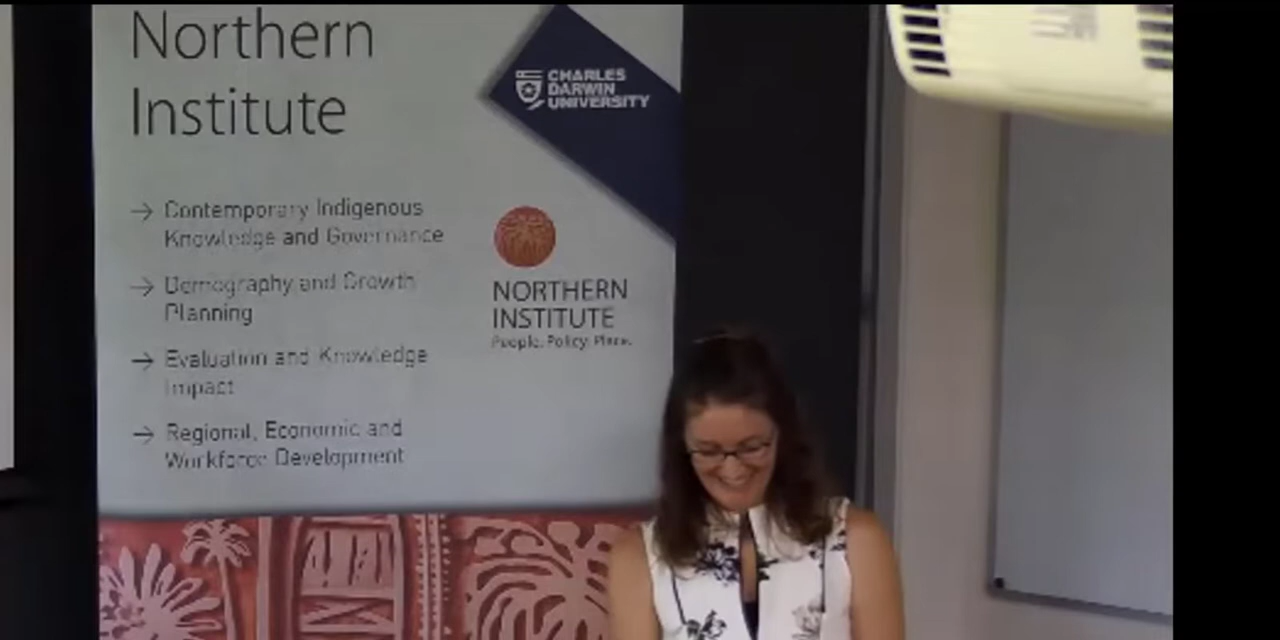 Northern
Institute
CHARLES
DARWIN
UNIVERSITY
→ Contemporary Indigenous
Knowledge and Governance
→ Demography and Growth
Planning
→ Evaluation and Knowledge
Impact
→ Regional, Economic and
Workforce Development
NORTHERN
INSTITUTE
People. Policy. Place.